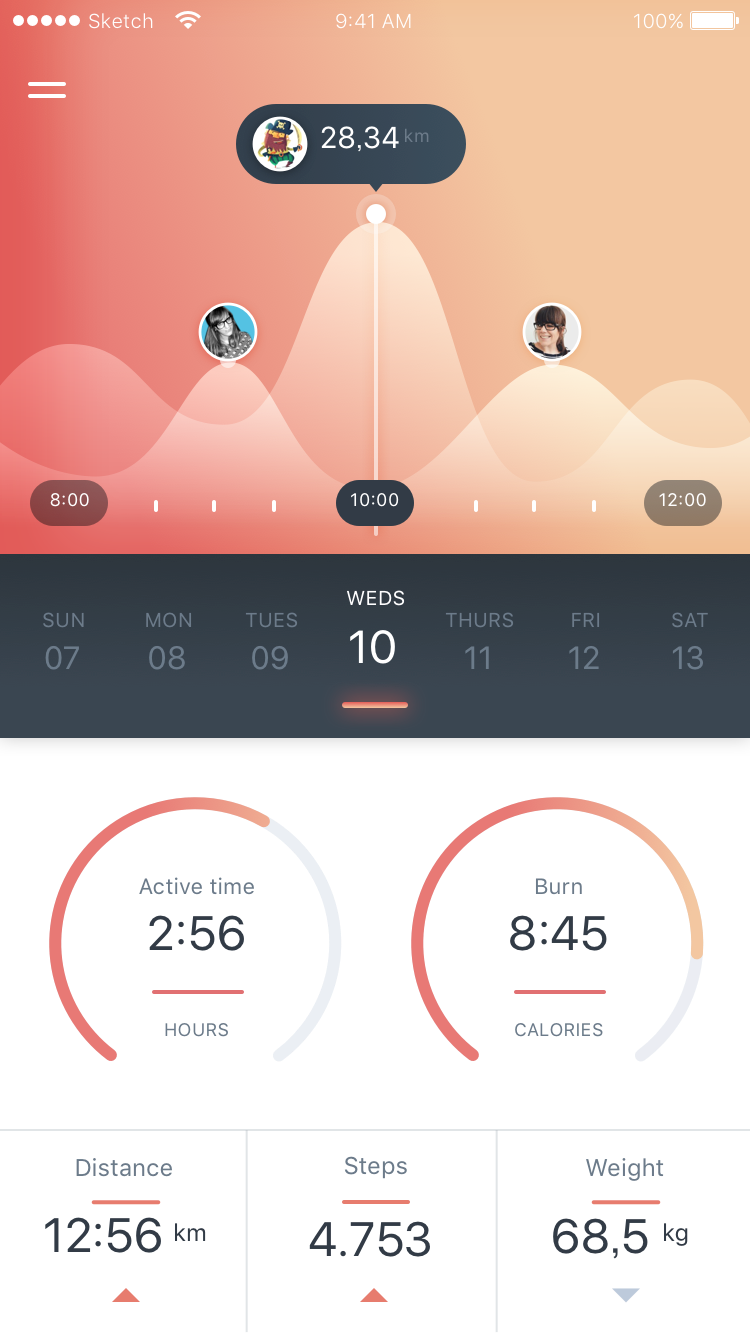 Sketch 9:41 AM 100%
28,34 km
8:00 10:00 12:00
SUN MON TUES WEDS THURS FRI SAT
07 08 09 10 11 12 13
Active time Burn
2:56 8:45
HOURS CALORIES
Distance Steps Weight
12:56 km 4.753 68,5 kg